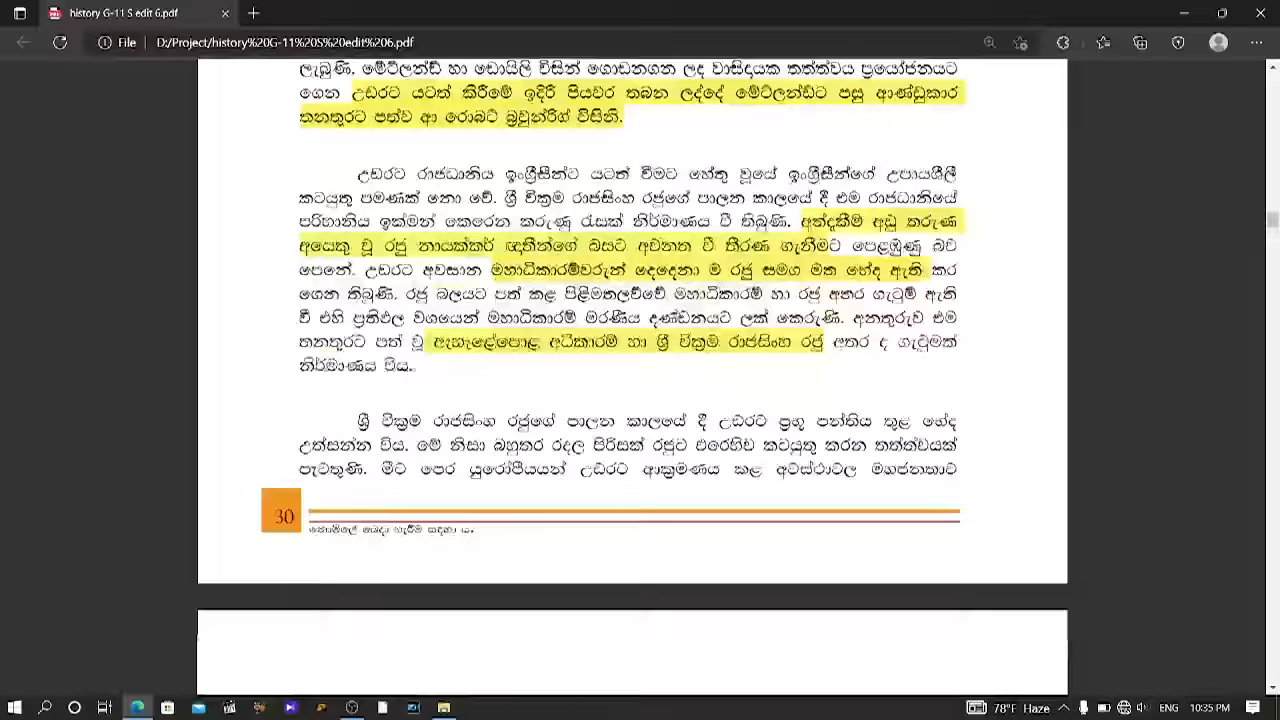 history G-11 S edit 6.pdf
File D:/Project/history%20G-11%20S%20edit%206.pdf
ලැබුණි. මේට්ලන්ඩ් හා ඩොයිලි විසින් ගොඩනගන ලද වාසිදායක තත්ත්වය ප්‍රයෝජනයට
ගෙන උඩරට යටත් කිරීමේ ඉදිරි පියවර තබන ලද්දේ මේට්ලන්ඩ්ට පසු ආණ්ඩුකාර
තනතුරට පත්ව ආ රොබට් බ්‍රවුන්රිග් විසිනි.
උඩරට රාජධානිය ඉංග්‍රීසීන්ට යටත් වීමට හේතු වූයේ ඉංග්‍රීසීන්ගේ උපායශීලී
කටයුතු පමණක් නො වේ. ශ්‍රී වික්‍රම රාජසිංහ රජුගේ පාලන කාලයේ දී එම රාජධානියේ
පරිහානිය ඉක්මන් කෙරෙන කරුණු රැසක් නිර්මාණය වී තිබුණි. අත්දැකීම් අඩු තරුණ
අයෙකු වූ රජු නායක්කර් ඥාතීන්ගේ බසට අවනත වී තීරණ ගැනීමට පෙළඹුණු බව
පෙනේ. උඩරට අවසාන මහාධිකාරම්වරුන් දෙදෙනා ම රජු සමග මත භේද ඇති කර
ගෙන තිබුණි. රජු බලයට පත් කළ පිළිමතලව්වේ මහාධිකාරම් හා රජු අතර ගැටුම් ඇති
වී එහි ප්‍රතිඵල වශයෙන් මහාධිකාරම් මරණීය දණ්ඩනයට ලක් කෙරුණි. අනතුරුව එම
තනතුරට පත් වූ ඇහැළේපොළ අධිකාරම් හා ශ්‍රී වික්‍රම රාජසිංහ රජු අතර ද ගැටුමක්
නිර්මාණය විය.
ශ්‍රී වික්‍රම රාජසිංහ රජුගේ පාලන කාලයේ දී උඩරට ප්‍රභූ පන්තිය තුළ භේද
උත්සන්න විය. මේ නිසා බහුතර රදළ පිරිසක් රජුට එරෙහිව කටයුතු කරන තත්ත්වයක්
පැවතුණි. මීට පෙර යුරෝපීයයන් උඩරට ආක්‍රමණය කළ අවස්ථාවල මහජනතාව
30
නොමිලේ බෙදා හැරීම සඳහා ය.
78°F Haze ENG 10:35 PM